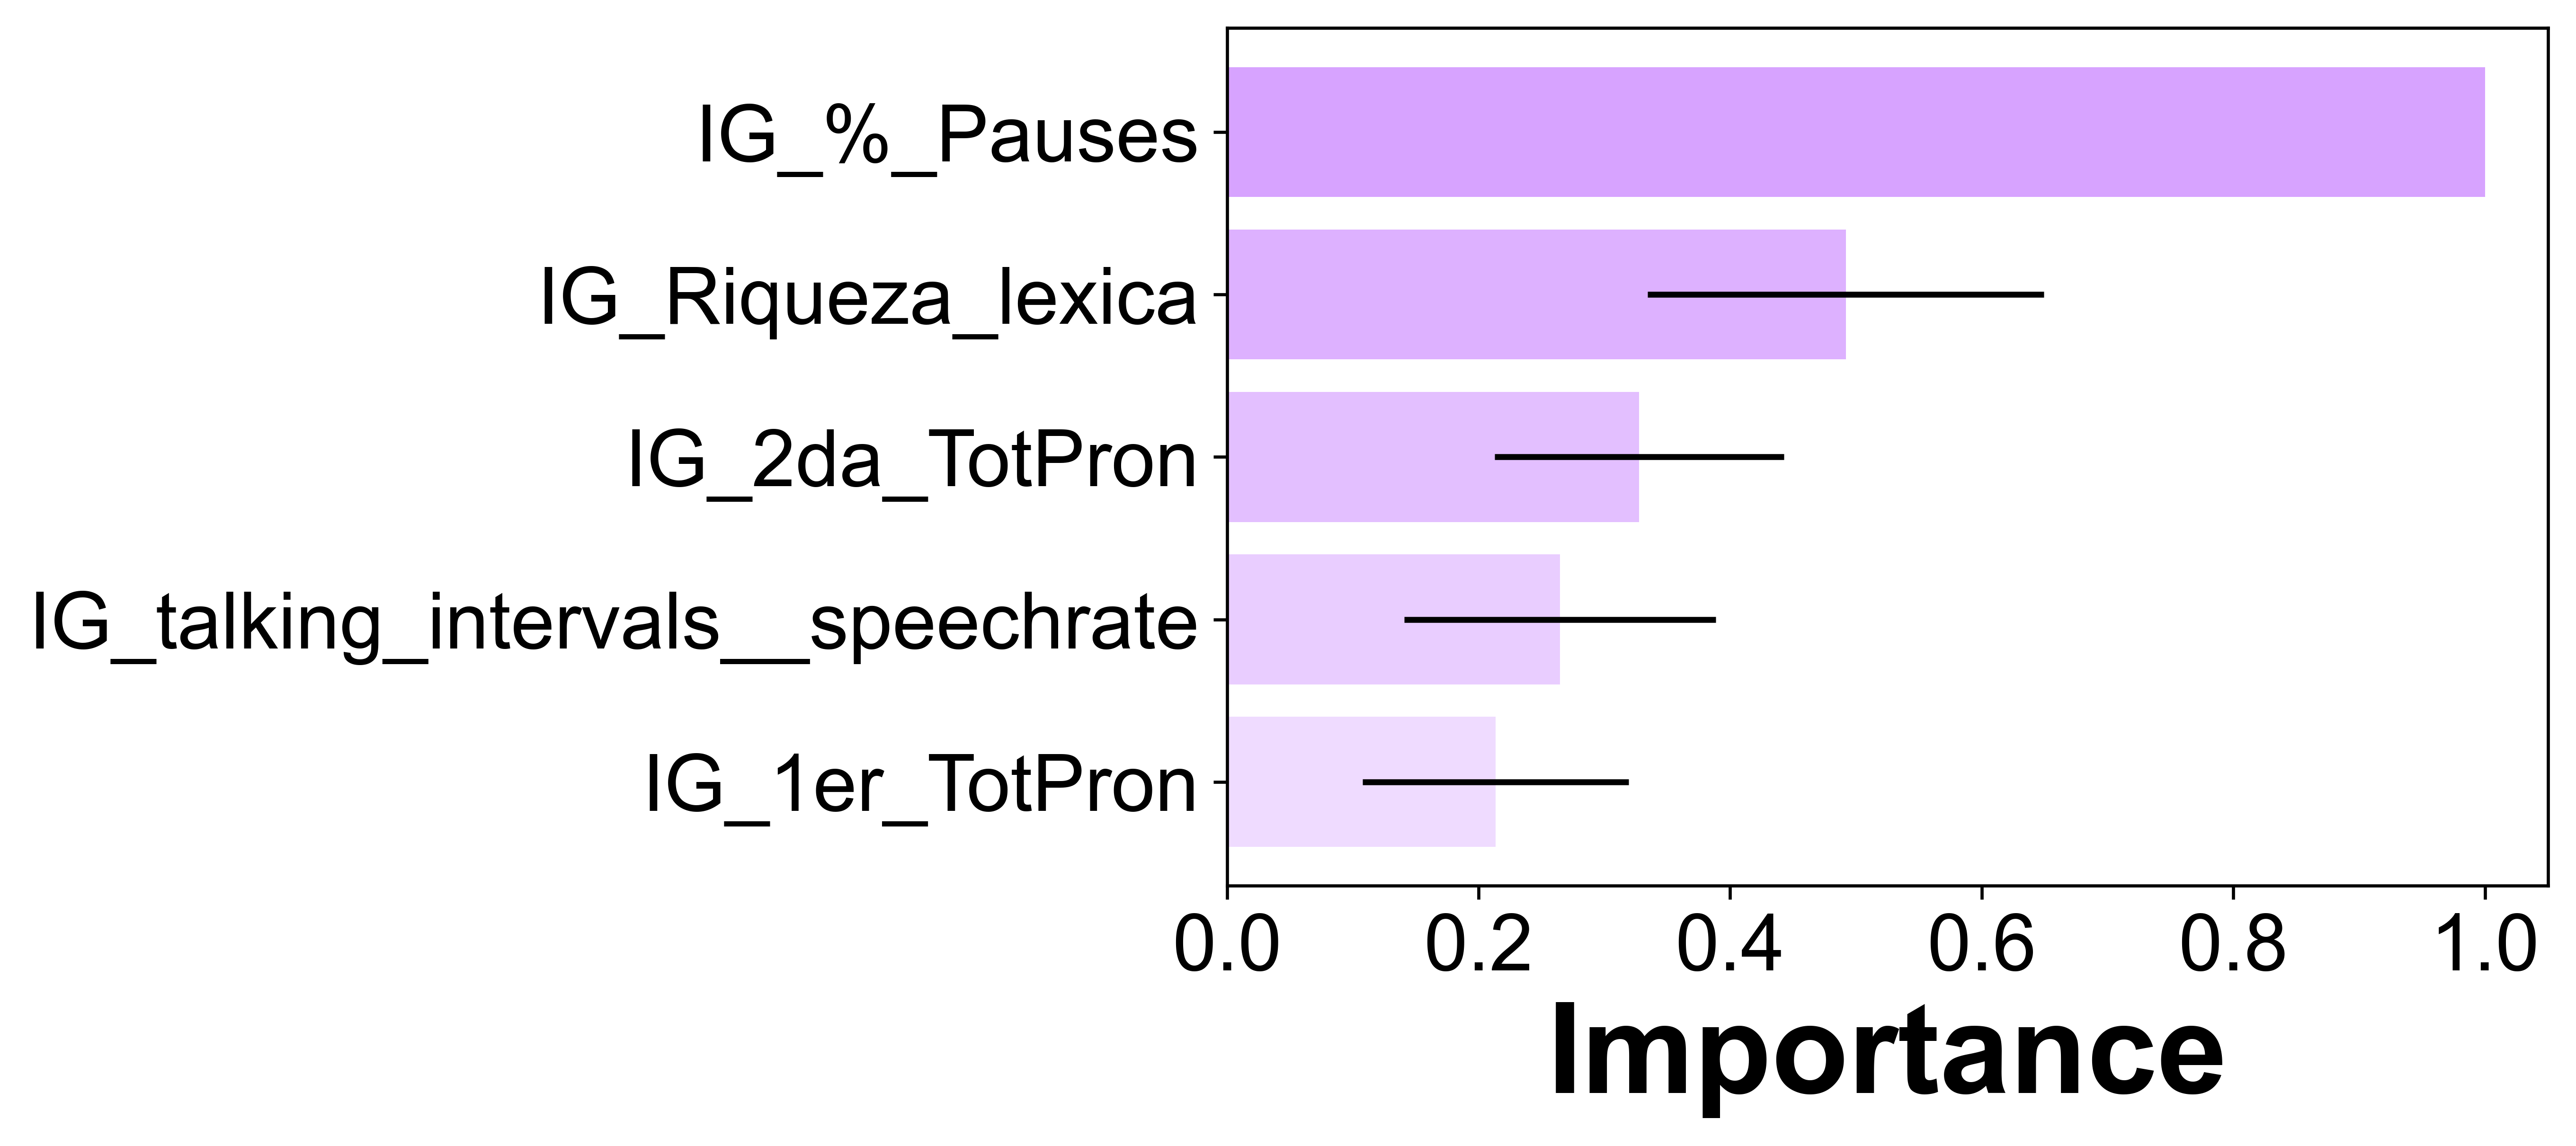 IG_%_Pauses
IG_Riqueza_lexica
IG_2da_TotPron
IG_talking_intervals__speechrate
IG_1er_TotPron
0.0 0.2 0.4 0.6 0.8 1.0
Importance